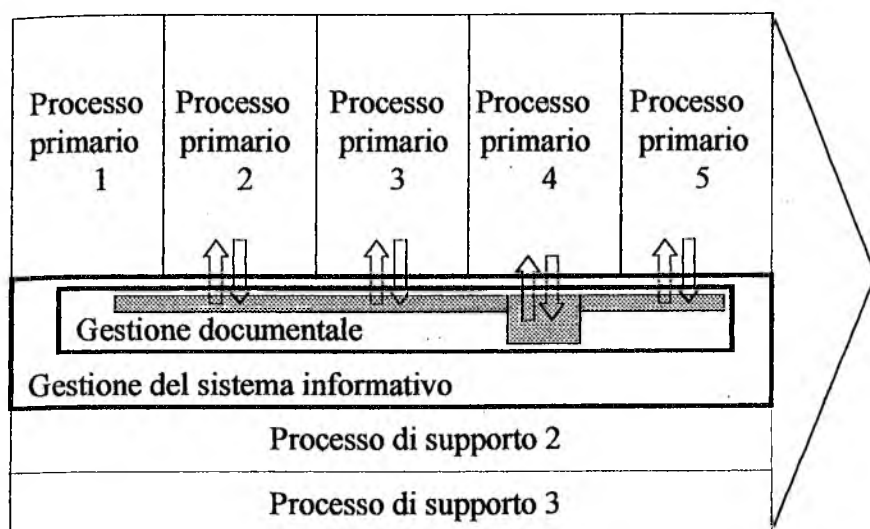 Processo
primario
1
Processo
primario
2
Processo
primario
3
Processo
primario
4
Processo
primario
5
Gestione documentale
Gestione del sistema informativo
Processo di supporto 2
Processo di supporto 3